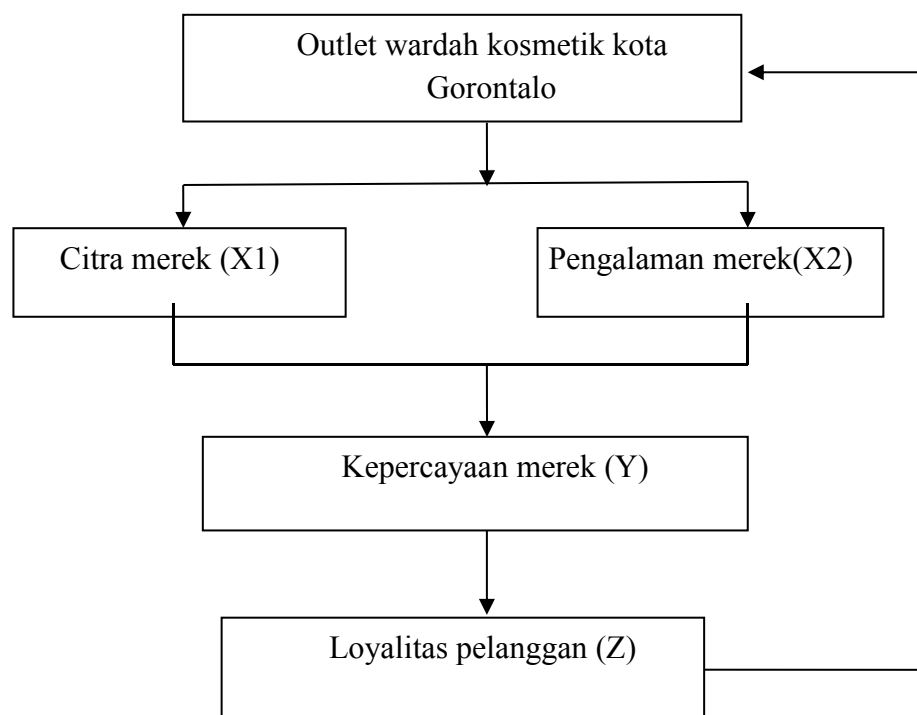 Outlet wardah kosmetik kota
Gorontalo
Citra merek (X1)
Pengalaman merek(X2)
Kepercayaan merek (Y)
Loyalitas pelanggan (Z)